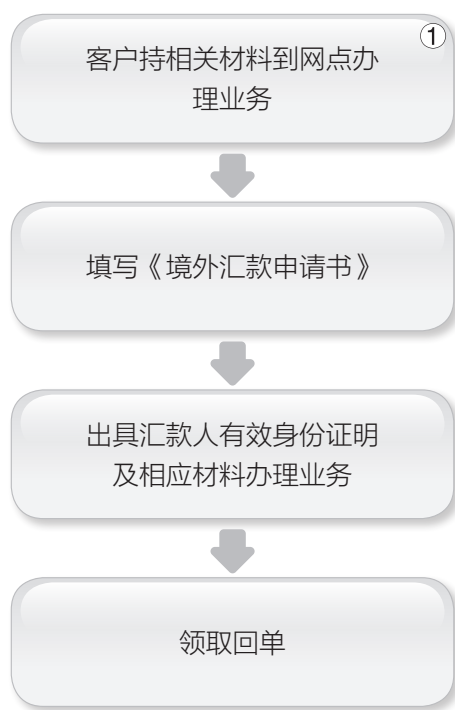 ①
客户持相关材料到网点办
理业务
填写《境外汇款申请书》
出具汇款人有效身份证明
及相应材料办理业务
领取回单